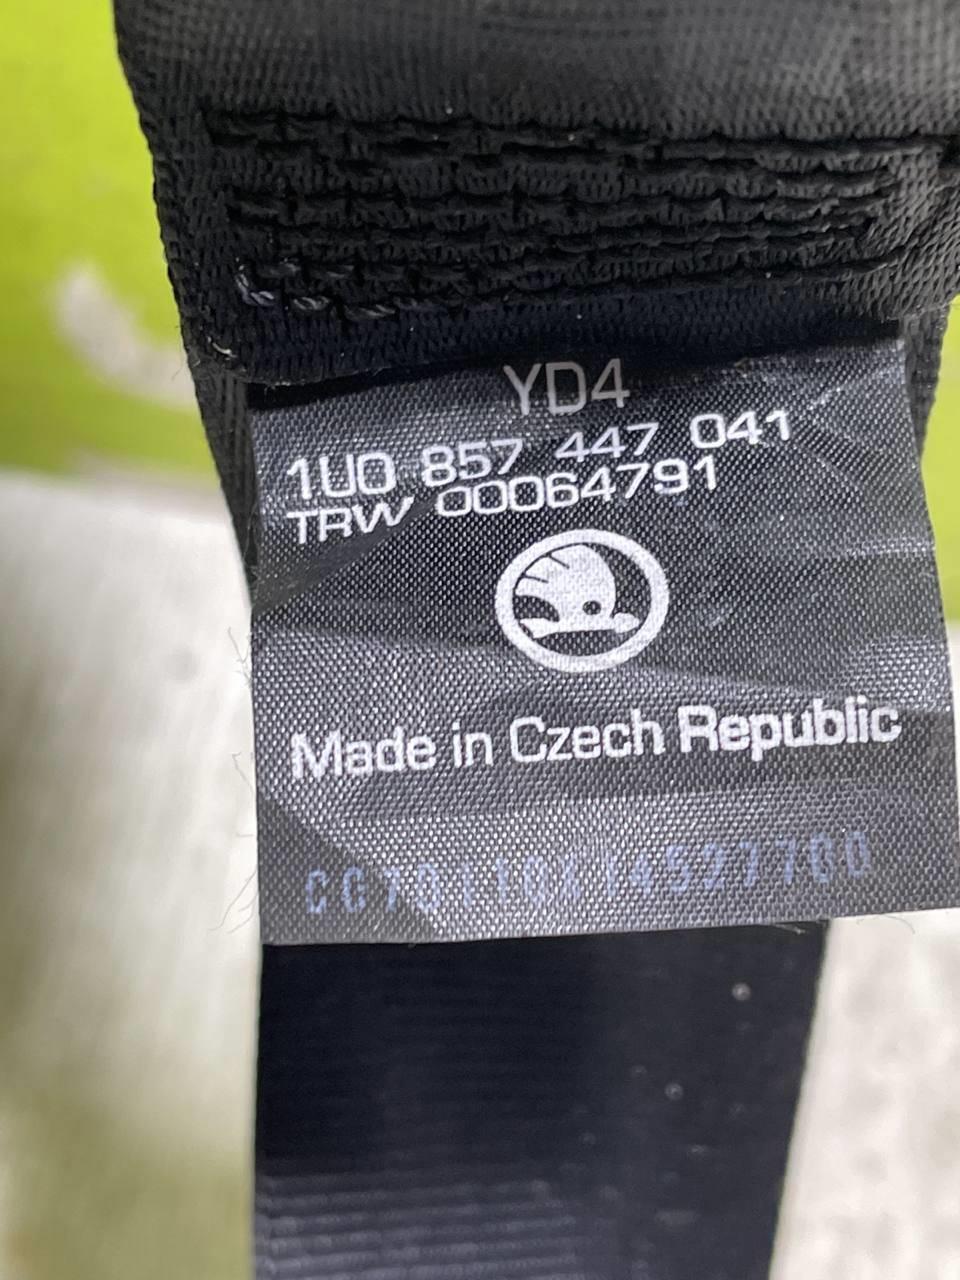 YD4
1U0 857 447 041
TRW 00064791
Made in Czech Republic